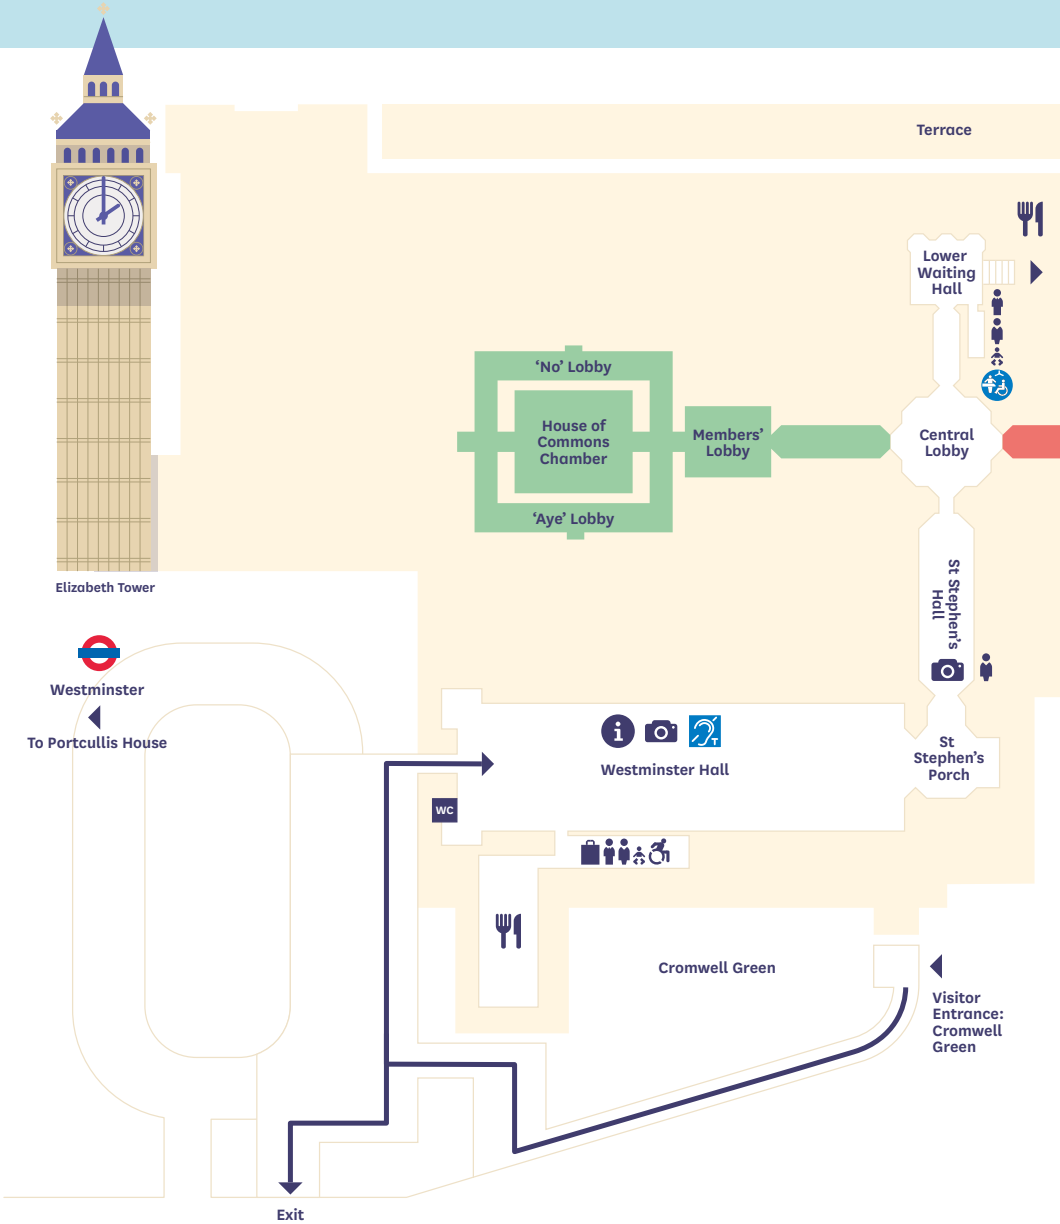 Terrace
Lower
Waiting
Hall
‘No’ Lobby
House of
Commons
Chamber
Members’
Lobby
Central
Lobby
‘Aye’ Lobby
St Stephen’s
Hall
Elizabeth Tower
Westminster
To Portcullis House
Westminster Hall
St
Stephen’s
Porch
WC
T
Cromwell Green
Visitor
Entrance:
Cromwell
Green
Exit